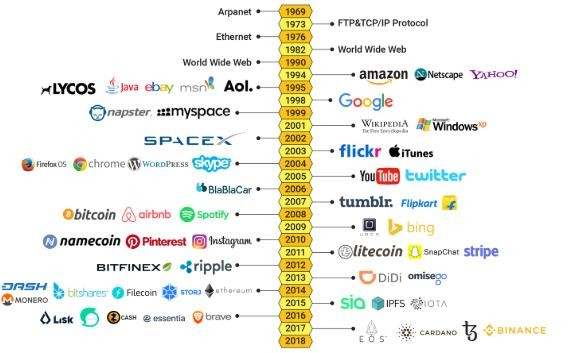 Arpanet 1969
1973 FTP&TCP/IP Protocol
Ethernet 1976
1982 World Wide Web
World Wide Web 1990
1994 amazon Netscape YAHOO!
LYCOS Java ebay msn Aol. 1995
1998 Google
napster myspace 1999
2001 WIKIPEDIA The Free Encyclopedia Microsoft Windows xp
SPACEX 2002
2003 flickr iTunes
Firefox OS chrome WORDPRESS skype 2004
2005 YouTube twitter
BlaBlaCar 2006
2007 tumblr. Flipkart
bitcoin airbnb Spotify 2008
2009 UBER bing
namecoin Pinterest Instagram 2010
2011 litecoin SnapChat stripe
BITFINEX ripple 2012
2013 DiDi omisego
DASH MONERO bitshares Filecoin STORJ ethereum 2014
2015 sia IPFS IOTA
LISK ZCASH essentia brave 2016
2017 EOS CARDANO BINANCE
2018